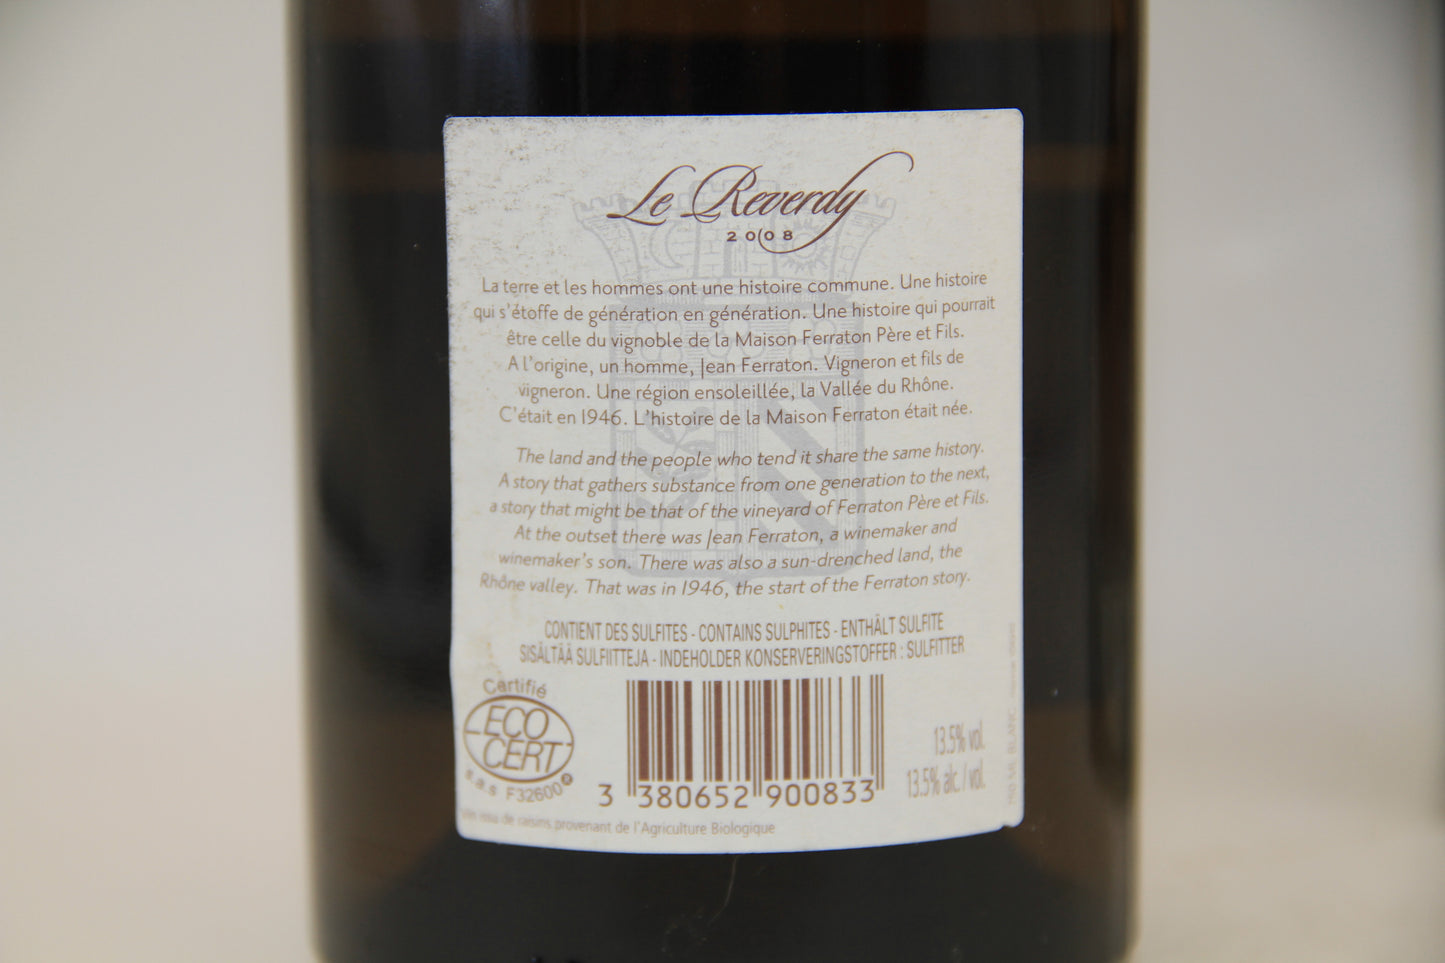 Le Reverdy
2008
La terre et les hommes ont une histoire commune. Une histoire
qui s'étoffe de génération en génération. Une histoire qui pourrait
être celle du vignoble de la Maison Ferraton Père et Fils.
A l'origine, un homme, Jean Ferraton. Vigneron et fils de
vigneron. Une région ensoleillée, la Vallée du Rhône.
C'était en 1946. L'histoire de la Maison Ferraton était née.
The land and the people who tend it share the same history.
A story that gathers substance from one generation to the next,
a story that might be that of the vineyard of Ferraton Père et Fils.
At the outset there was Jean Ferraton, a winemaker and
winemaker's son. There was also a sun-drenched land, the
Rhône valley. That was in 1946, the start of the Ferraton story.
CONTIENT DES SULFITES - CONTAINS SULPHITES - ENTHÄLT SULFITE
SISÄLTÄÄ SULFIITTEJA - INDEHOLDER KONSERVERINGSTOFFER : SULFITTER
Certifié
ECO
CERT
s.a.s F32600
3 380652 900833
13.5% vol.
13.5% alc./vol.
Vin issu de raisins provenant de l'Agriculture Biologique
BLANC